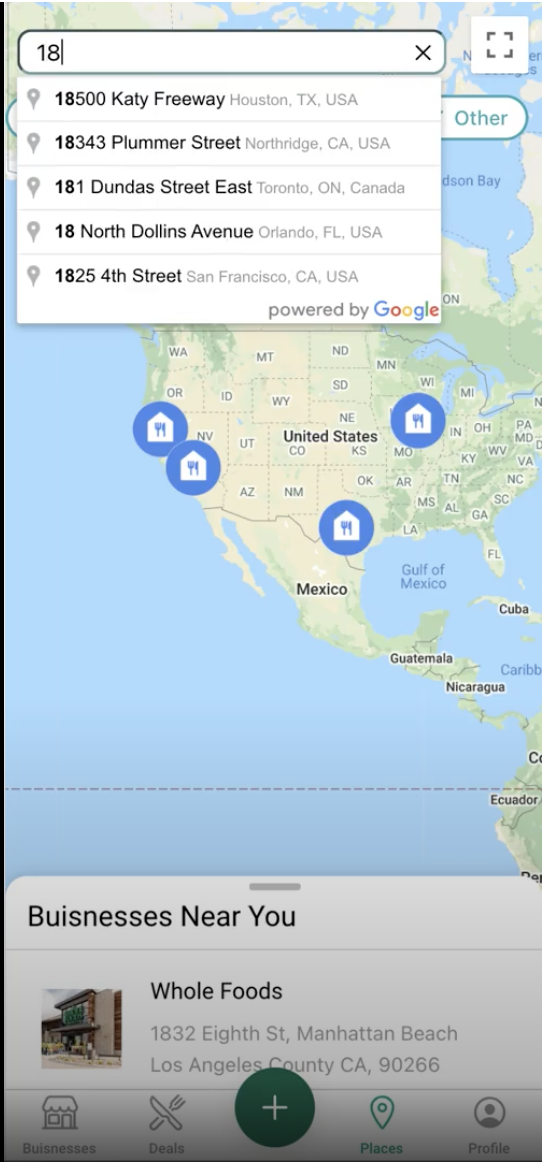 18
18500 Katy Freeway Houston, TX, USA
18343 Plummer Street Northridge, CA, USA
181 Dundas Street East Toronto, ON, Canada
18 North Dollins Avenue Orlando, FL, USA
1825 4th Street San Francisco, CA, USA
powered by Google
Other
dson Bay
ON
WA
MT
ND
MN
OR
ID
WY
SD
WI
MI
NV
UT
United States
CO
NE
KS
MO
IN
OH
PA
MD
WV
KY
VA
AZ
NM
OK
AR
TN
NC
SC
MS
AL
GA
LA
FL
Gulf of
Mexico
Mexico
Cuba
Guatemala
Caribb
Nicaragua
Co
Ecuador
Buisnesses Near You
Whole Foods
1832 Eighth St, Manhattan Beach
Los Angeles County CA, 90266
Buisnesses
Deals
Places
Profile